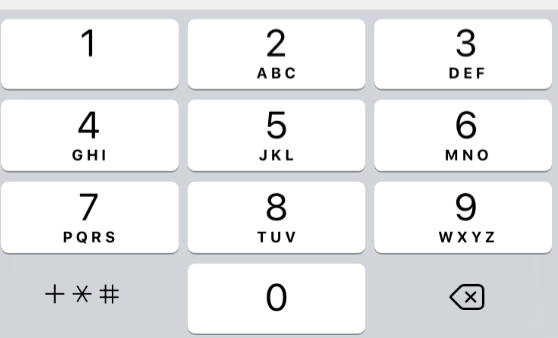 1 2 3
ABC DEF
4 5 6
GHI JKL MNO
7 8 9
PQRS TUV WXYZ
+*# 0